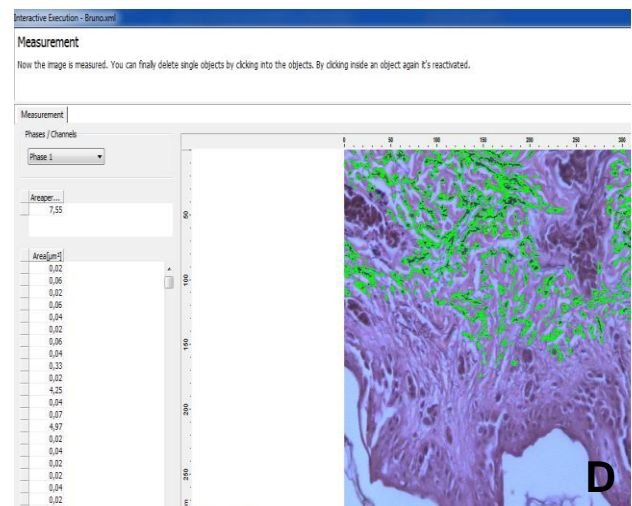 Interactive Execution - Bruno.xml
Measurement
Now the image is measured. You can finally delete single objects by clicking into the objects. By clicking inside an object again it's reactivated.
Measurement
Phases / Channels
Phase 1
Areaper...
7,55
Area[µm²]
0,02
0,06
0,02
0,06
0,04
0,02
0,06
0,04
0,33
0,02
4,25
0,04
0,07
4,97
0,02
0,04
0,02
0,02
0,04
0,02
0 50 100 150 200 250 300
50
100
150
200
250
D